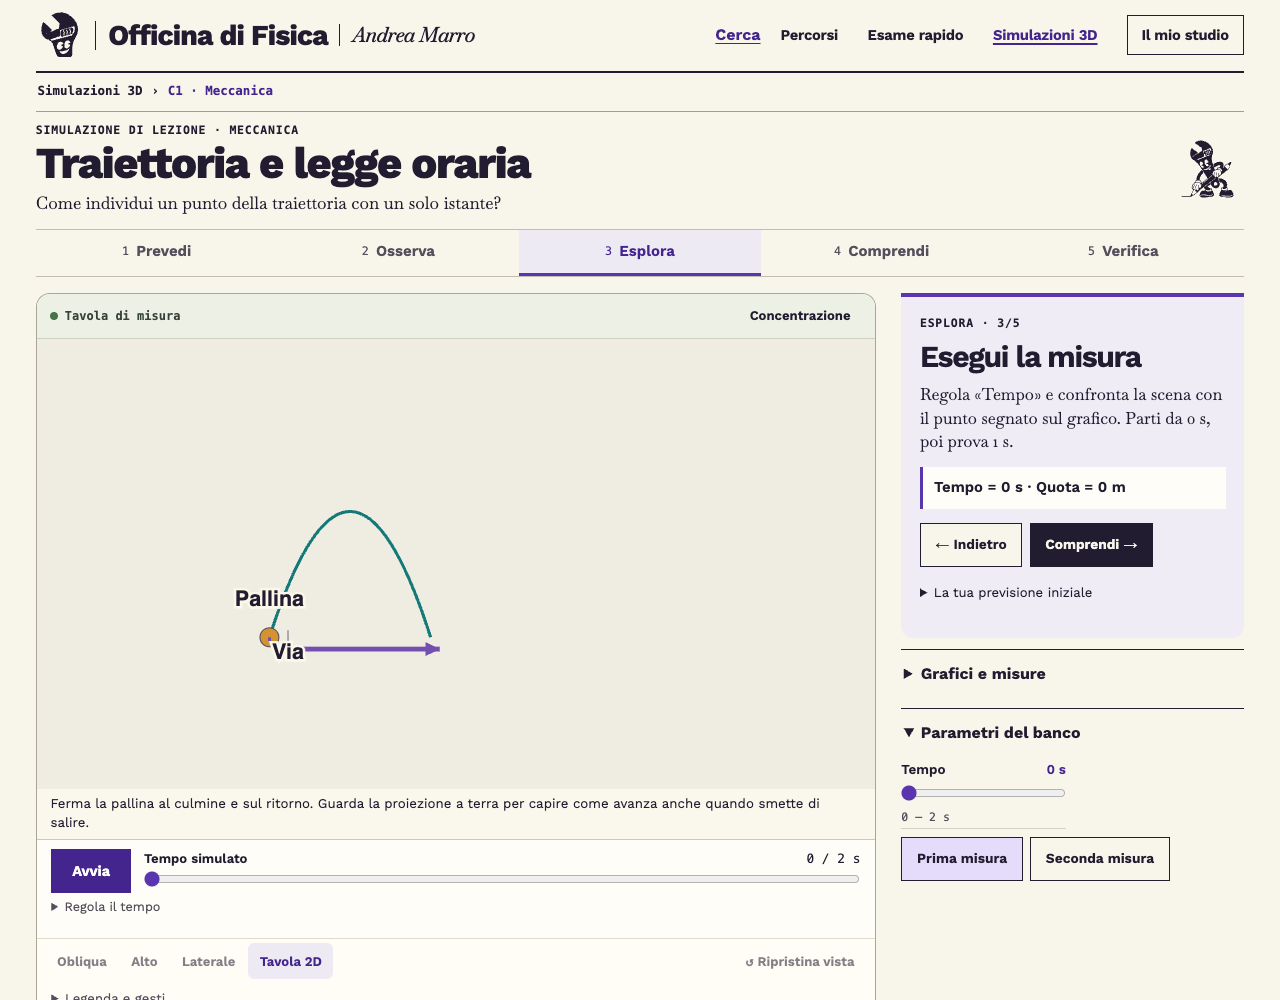 Officina di Fisica
Andrea Marro
Cerca
Percorsi
Esame rapido
Simulazioni 3D
Il mio studio
Simulazioni 3D › C1 · Meccanica
SIMULAZIONE DI LEZIONE · MECCANICA
Traiettoria e legge oraria
Come individui un punto della traiettoria con un solo istante?
1 Prevedi
2 Osserva
3 Esplora
4 Comprendi
5 Verifica
Tavola di misura
Concentrazione
Pallina
Via
Ferma la pallina al culmine e sul ritorno. Guarda la proiezione a terra per capire come avanza anche quando smette di
salire.
Avvia
Tempo simulato
0 / 2 s
▶ Regola il tempo
Obliqua
Alto
Laterale
Tavola 2D
↺ Ripristina vista
▶ Legenda e gesti
ESPLORA · 3/5
Esegui la misura
Regola «Tempo» e confronta la scena con
il punto segnato sul grafico. Parti da 0 s,
poi prova 1 s.
Tempo = 0 s · Quota = 0 m
← Indietro
Comprendi →
▶ La tua previsione iniziale
▶ Grafici e misure
▼ Parametri del banco
Tempo
0 s
0 – 2 s
Prima misura
Seconda misura